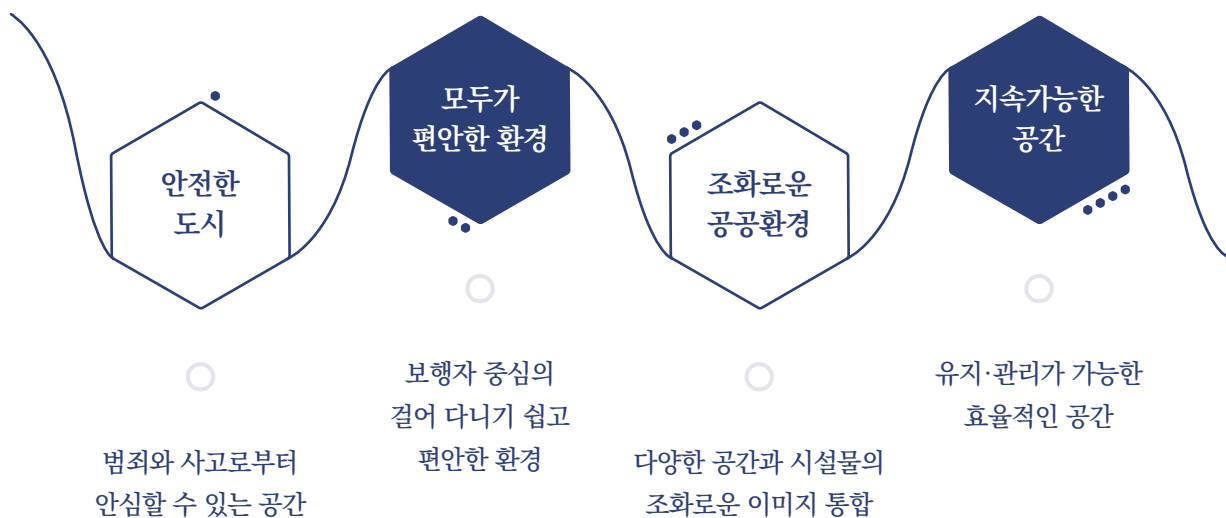 안전한
도시
범죄와 사고로부터
안심할 수 있는 공간
모두가
편안한 환경
보행자 중심의
걸어 다니기 쉽고
편안한 환경
조화로운
공공환경
다양한 공간과 시설물의
조화로운 이미지 통합
지속가능한
공간
유지·관리가 가능한
효율적인 공간